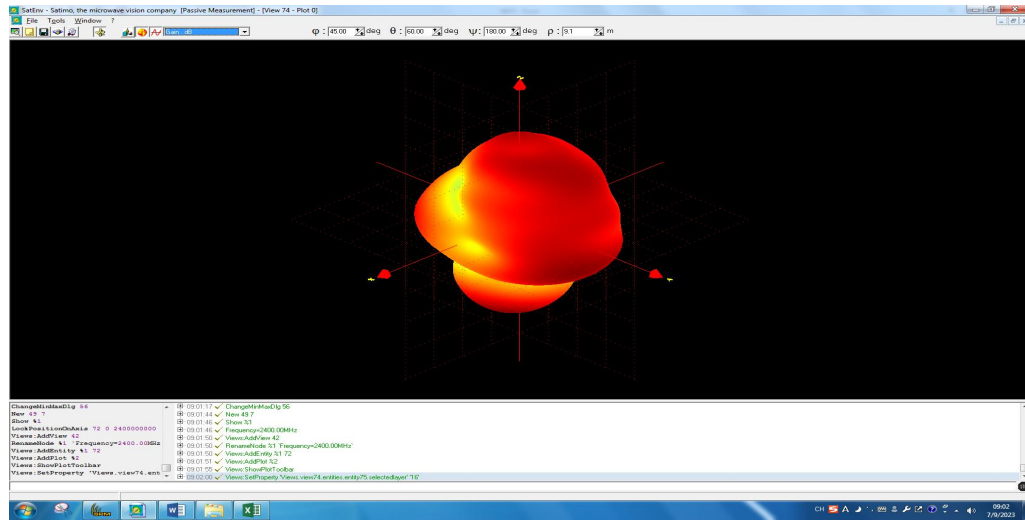 SatEnv - Satimo, the microwave vision company [Passive Measurement] - [View 74 - Plot 0]
File Tools Window ?
Gain dB φ : 45.00 deg θ : 60.00 deg ψ : 180.00 deg ρ : 9.1 m
ChangeMinMaxDlg 56
New 49 7
Show %1
LockPositionOnAxis 72 0 2400000000
Views:AddView 42
RenameNode %1 'Frequency=2400.00MHz
Views:AddEntity %1 72
Views:AddPlot %2
Views:ShowPlotToolbar
Views:SetProperty 'Views.view74.ent
09:01:17 ChangeMinMaxDlg 56
09:01:44 New 49 7
09:01:46 Show %1
09:01:46 Frequency=2400.00MHz
09:01:50 Views:AddView 42
09:01:50 RenameNode %1 'Frequency=2400.00MHz'
09:01:50 Views:AddEntity %1 72
09:01:51 Views:AddPlot %2
09:01:55 Views:ShowPlotToolbar
09:02:00 Views:SetProperty 'Views.view74.entities.entity75.selectedlayer' '16'
CH
09:02
7/9/2023